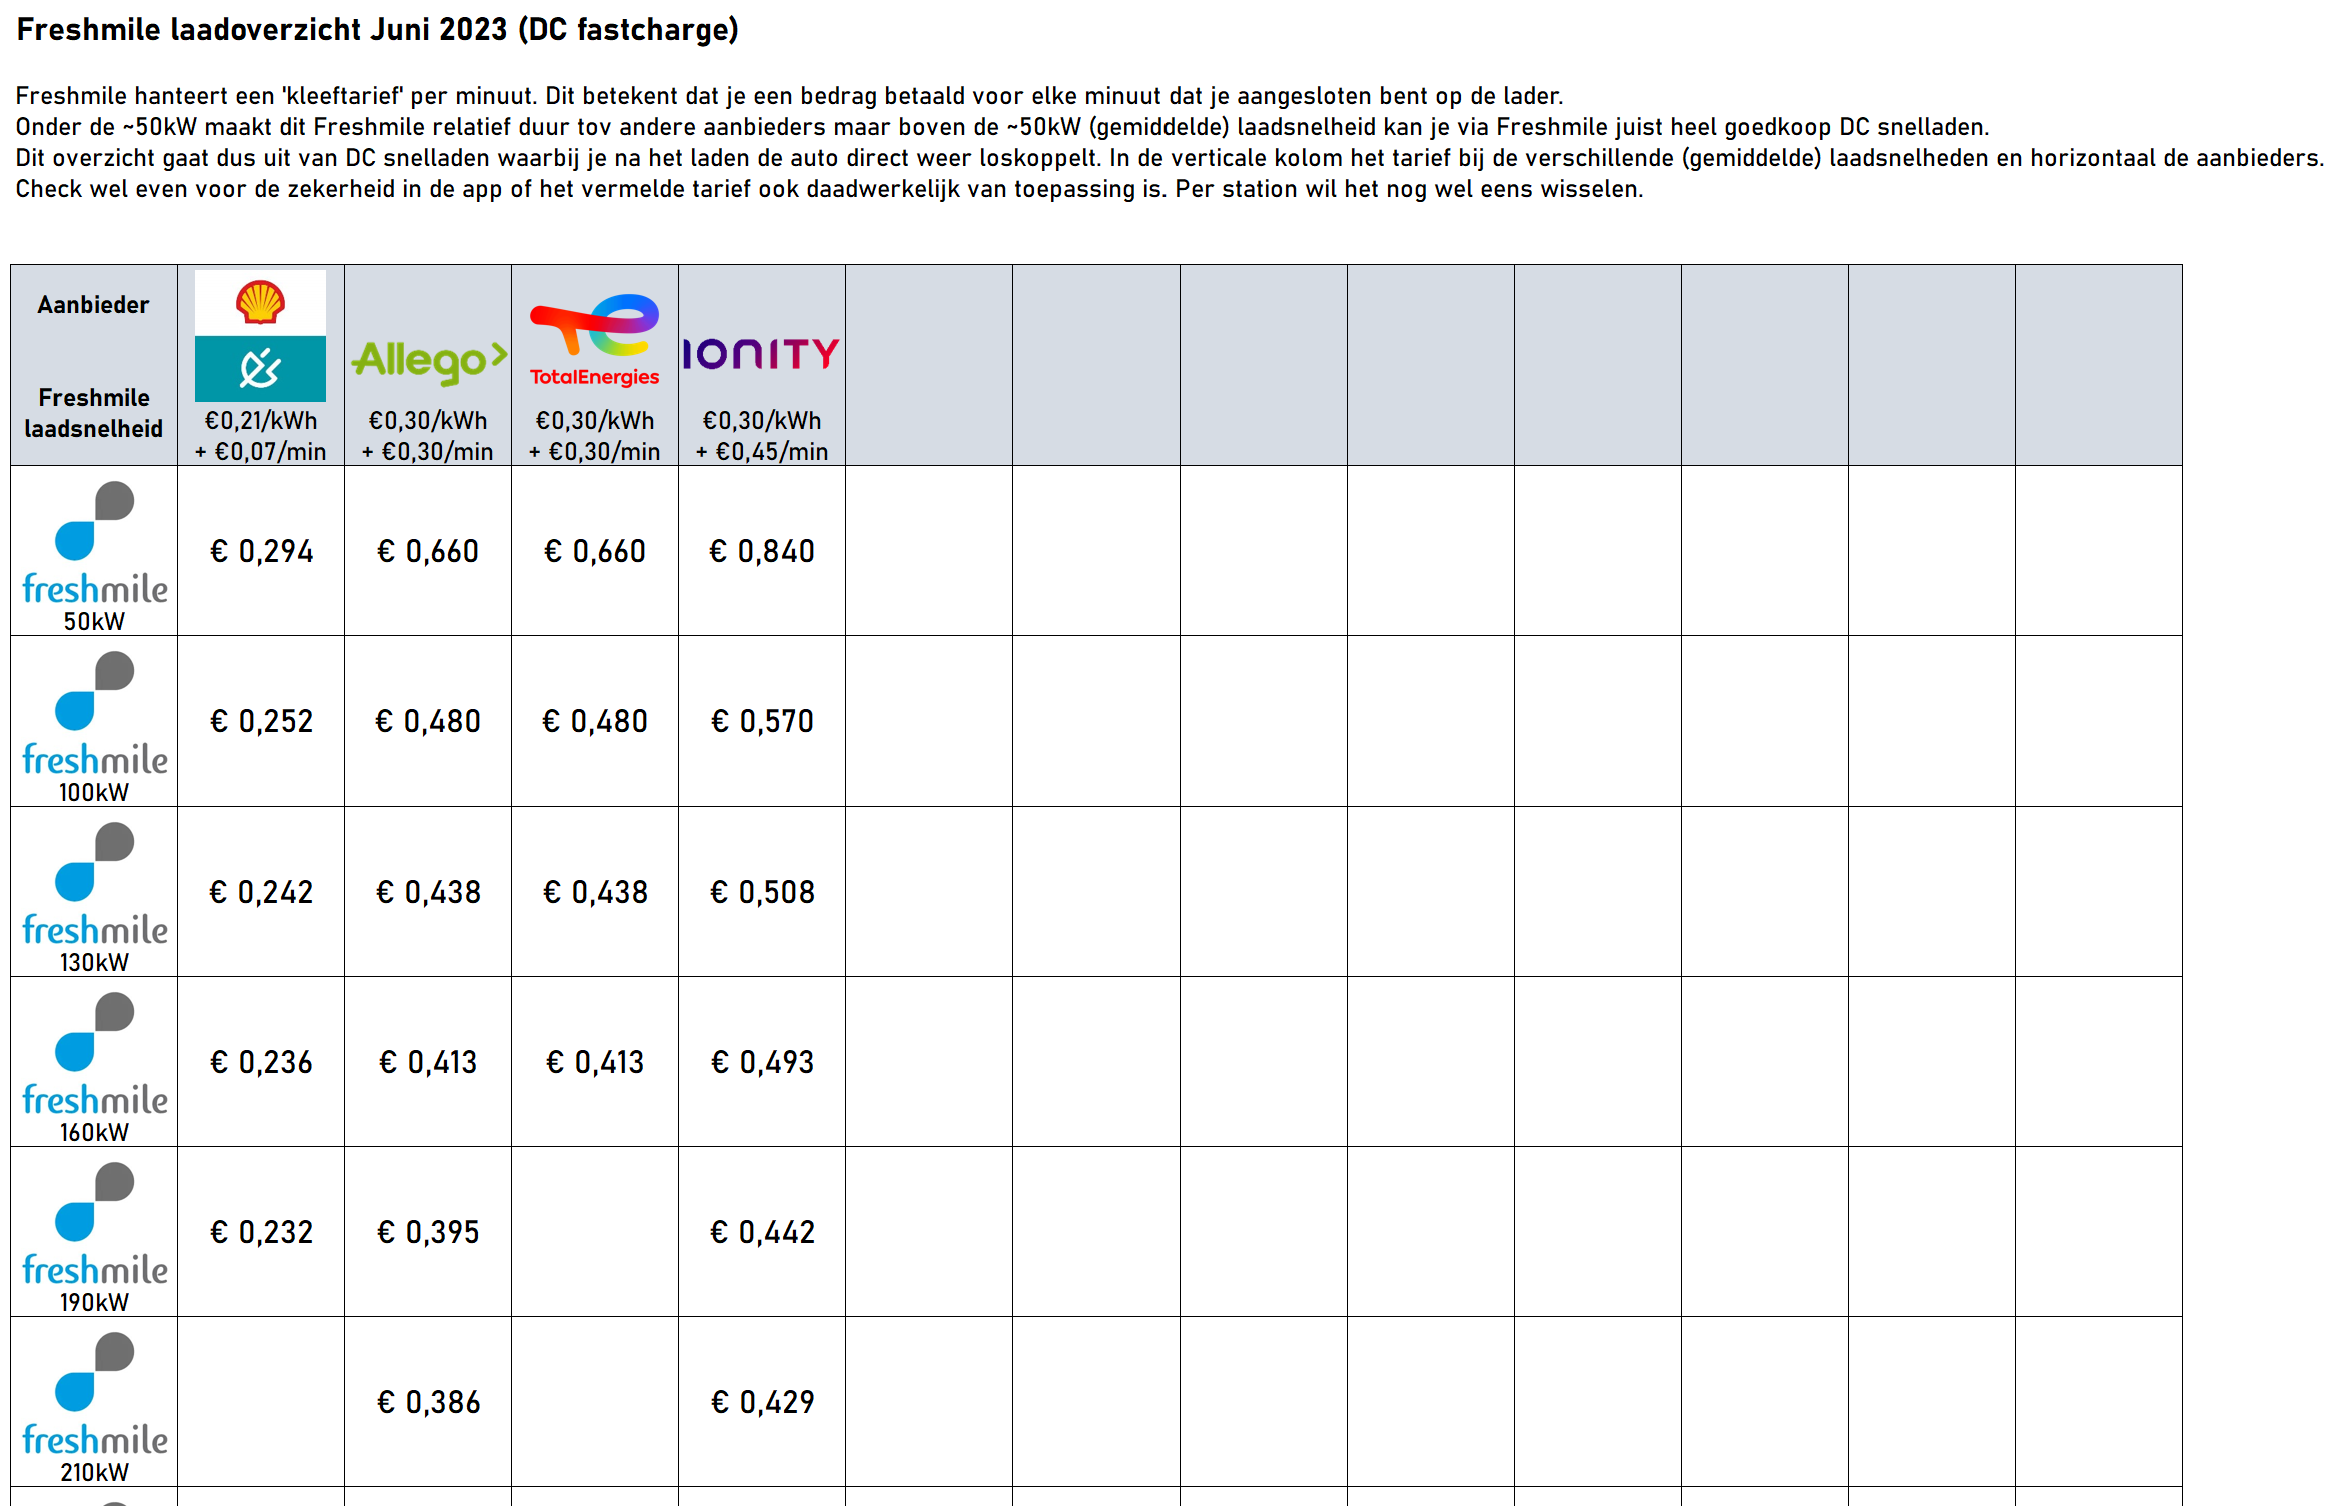 Freshmile laadoverzicht Juni 2023 (DC fastcharge)
Freshmile hanteert een 'kleeftarief' per minuut. Dit betekent dat je een bedrag betaald voor elke minuut dat je aangesloten bent op de lader.
Onder de ~50kW maakt dit Freshmile relatief duur tov andere aanbieders maar boven de ~50kW (gemiddelde) laadsnelheid kan je via Freshmile juist heel goedkoop DC snelladen.
Dit overzicht gaat dus uit van DC snelladen waarbij je na het laden de auto direct weer loskoppelt. In de verticale kolom het tarief bij de verschillende (gemiddelde) laadsnelheden en horizontaal de aanbieders.
Check wel even voor de zekerheid in de app of het vermelde tarief ook daadwerkelijk van toepassing is. Per station wil het nog wel eens wisselen.
Aanbieder
Freshmile
laadsnelheid
€0,21/kWh
+ €0,07/min
Allego>
€0,30/kWh
+ €0,30/min
TotalEnergies
€0,30/kWh
+ €0,30/min
IONITY
€0,30/kWh
+ €0,45/min
freshmile
50kW
€ 0,294
€ 0,660
€ 0,660
€ 0,840
freshmile
100kW
€ 0,252
€ 0,480
€ 0,480
€ 0,570
freshmile
130kW
€ 0,242
€ 0,438
€ 0,438
€ 0,508
freshmile
160kW
€ 0,236
€ 0,413
€ 0,413
€ 0,493
freshmile
190kW
€ 0,232
€ 0,395
€ 0,442
freshmile
210kW
€ 0,386
€ 0,429